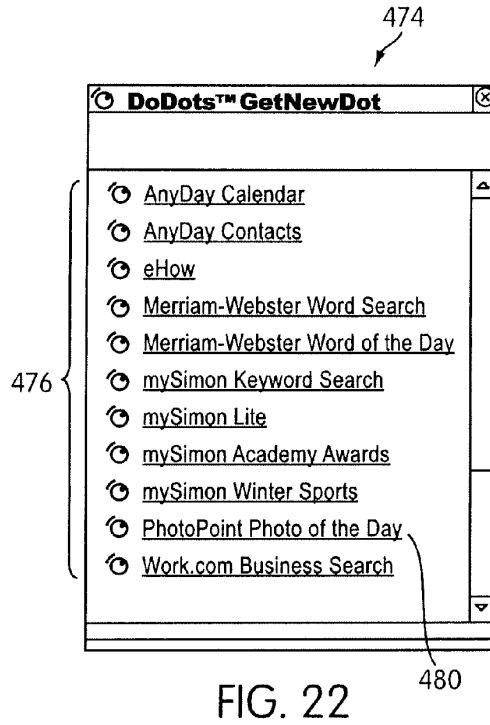 474
DoDots™ GetNewDot
AnyDay Calendar
AnyDay Contacts
eHow
Merriam-Webster Word Search
Merriam-Webster Word of the Day
476
mySimon Keyword Search
mySimon Lite
mySimon Academy Awards
mySimon Winter Sports
PhotoPoint Photo of the Day
Work.com Business Search
480
FIG. 22